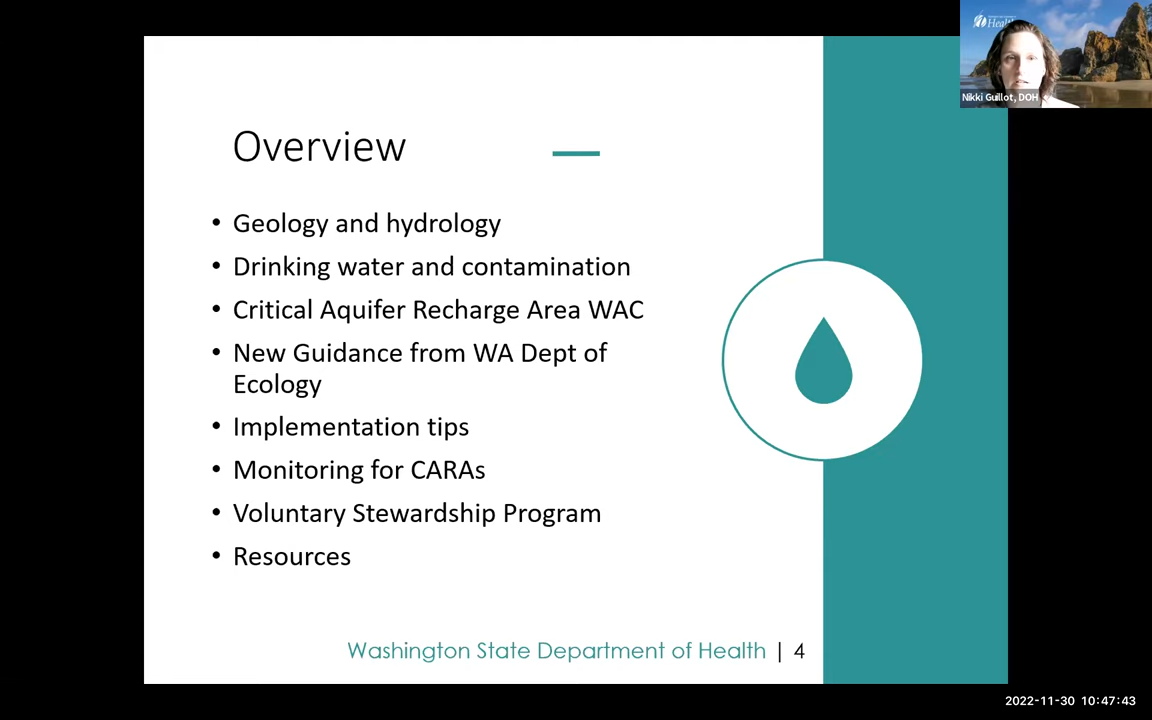 Health
Nikki Guillot, DOH
Overview
• Geology and hydrology
• Drinking water and contamination
• Critical Aquifer Recharge Area WAC
• New Guidance from WA Dept of
Ecology
• Implementation tips
• Monitoring for CARAs
• Voluntary Stewardship Program
• Resources
Washington State Department of Health | 4
2022-11-30 10:47:43